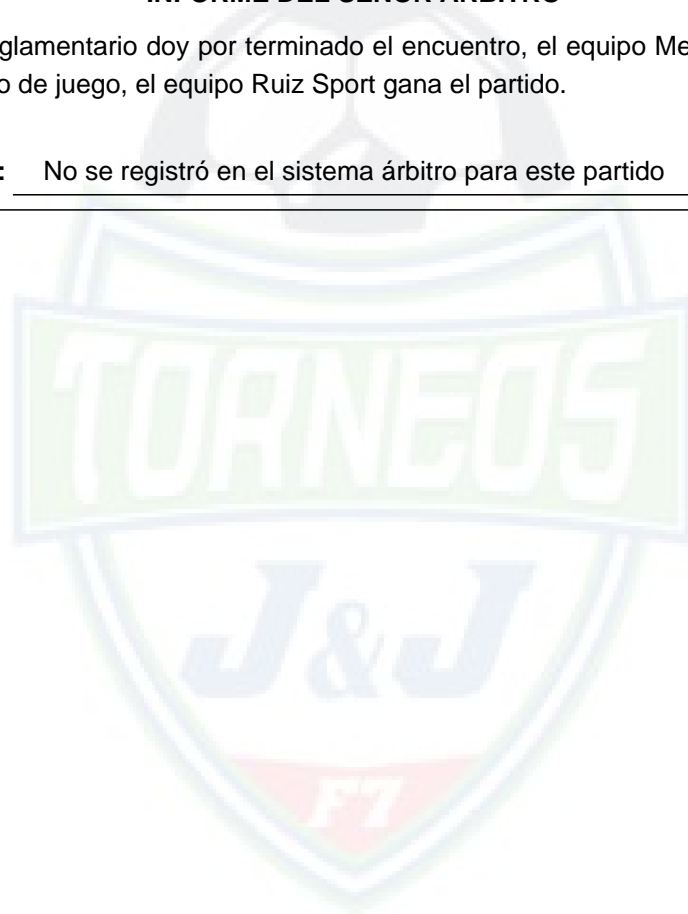 INFORME DEL SEÑOR ÁRBITRO
glamentario doy por terminado el encuentro, el equipo Me
o de juego, el equipo Ruiz Sport gana el partido.
: No se registró en el sistema árbitro para este partido
TORNEOS
J&J
F7